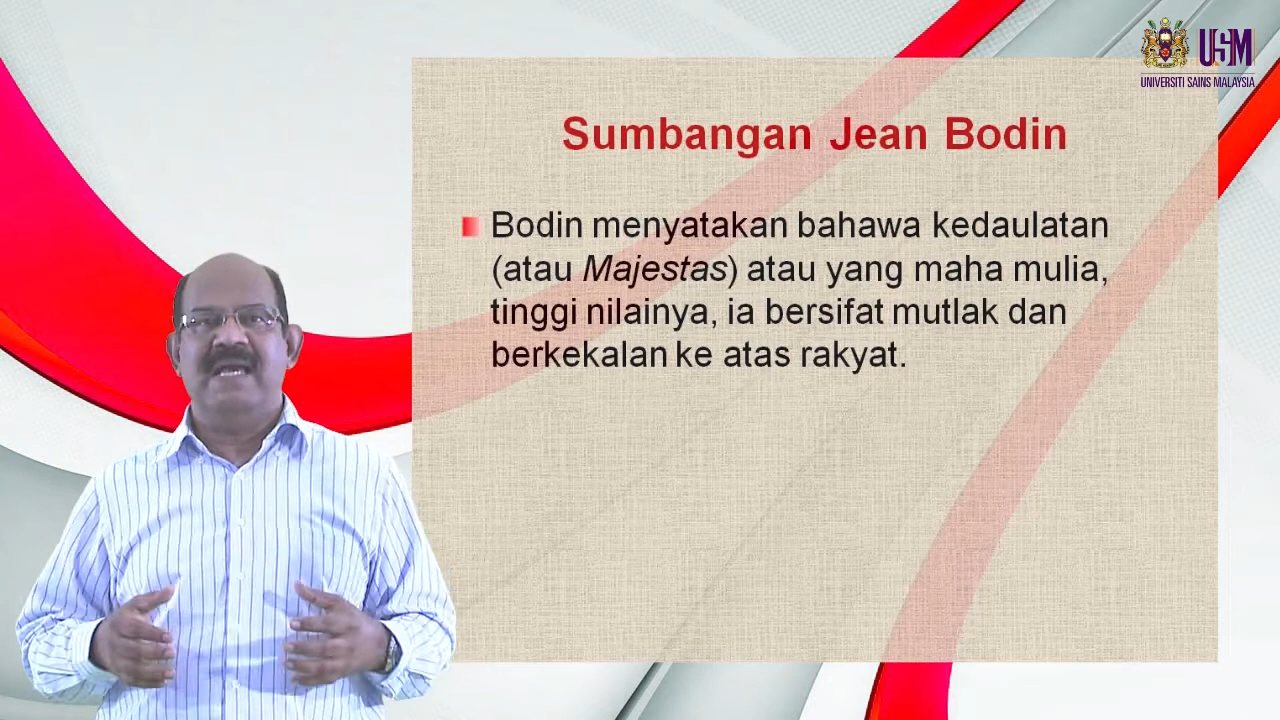 USM
UNIVERSITI SAINS MALAYSIA
Sumbangan Jean Bodin
Bodin menyatakan bahawa kedaulatan
(atau Majestas) atau yang maha mulia,
tinggi nilainya, ia bersifat mutlak dan
berkekalan ke atas rakyat.